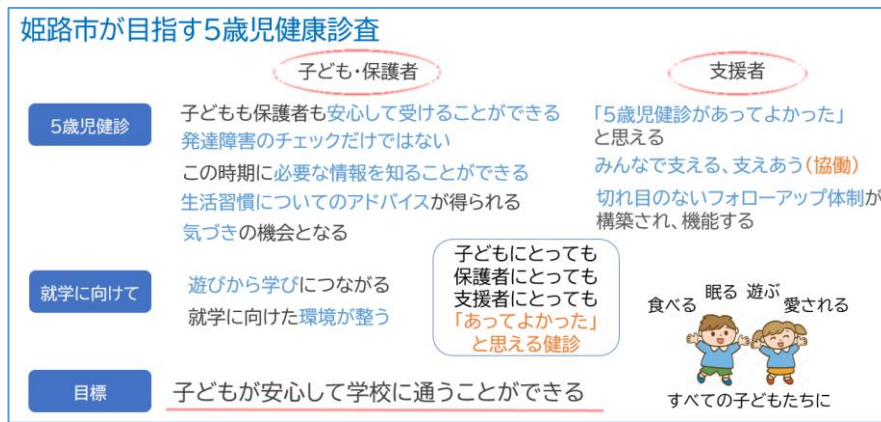 姫路市が目指す5歳児健康診査
子ども・保護者
支援者
5歳児健診
子どもも保護者も安心して受けることができる
発達障害のチェックだけではない
この時期に必要な情報を知ることができる
生活習慣についてのアドバイスが得られる
気づきの機会となる
「5歳児健診があってよかった」
と思える
みんなで支える、支えあう(協働)
切れ目のないフォローアップ体制が
構築され、機能する
就学に向けて
遊びから学びにつながる
就学に向けた環境が整う
子どもにとっても
保護者にとっても
支援者にとっても
「あってよかった」
と思える健診
食べる 眠る 遊ぶ 愛される
すべての子どもたちに
目標
子どもが安心して学校に通うことができる